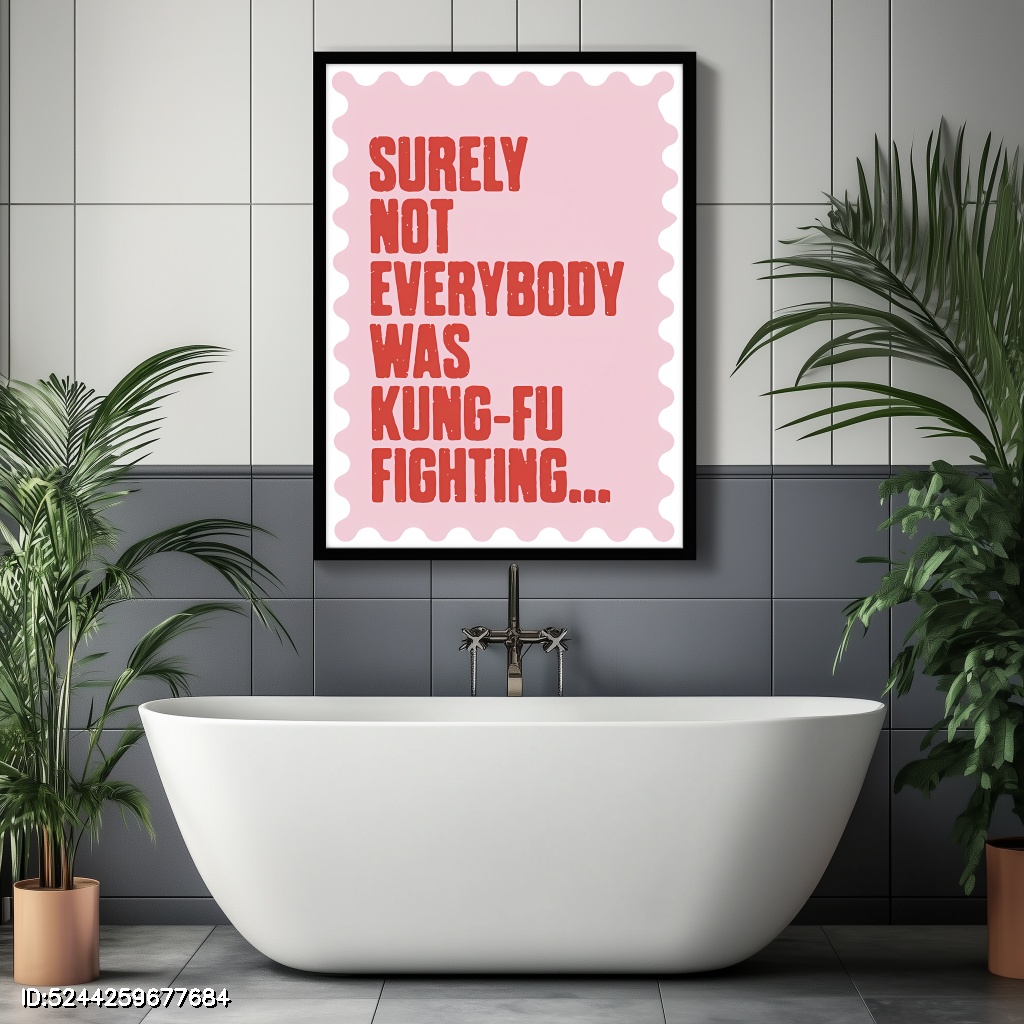 SURELY
NOT
EVERYBODY
WAS
KUNG-FU
FIGHTING...
ID:5244259677684